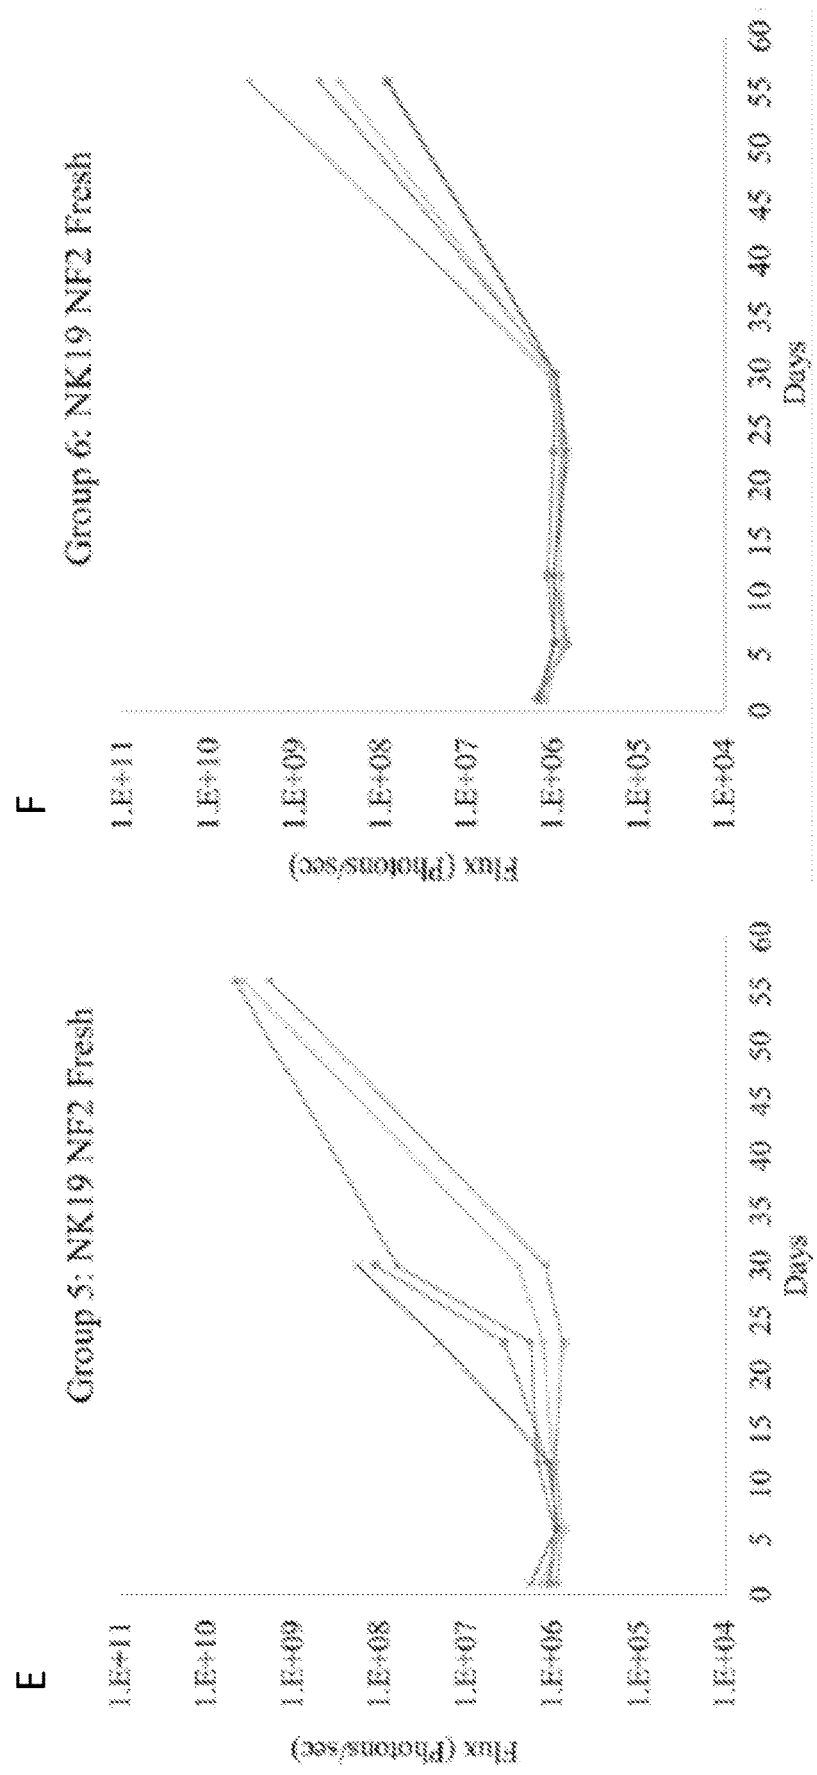 E
Group 5: NK19 NF2 Fresh
Flux (Photons/sec)
1.E+11
1.E+10
1.E+09
1.E+08
1.E+07
1.E+06
1.E+05
1.E+04
0 5 10 15 20 25 30 35 40 45 50 55 60
Days
F
Group 6: NK19 NF2 Fresh
Flux (Photons/sec)
1.E+11
1.E+10
1.E+09
1.E+08
1.E+07
1.E+06
1.E+05
1.E+04
0 5 10 15 20 25 30 35 40 45 50 55 60
Days